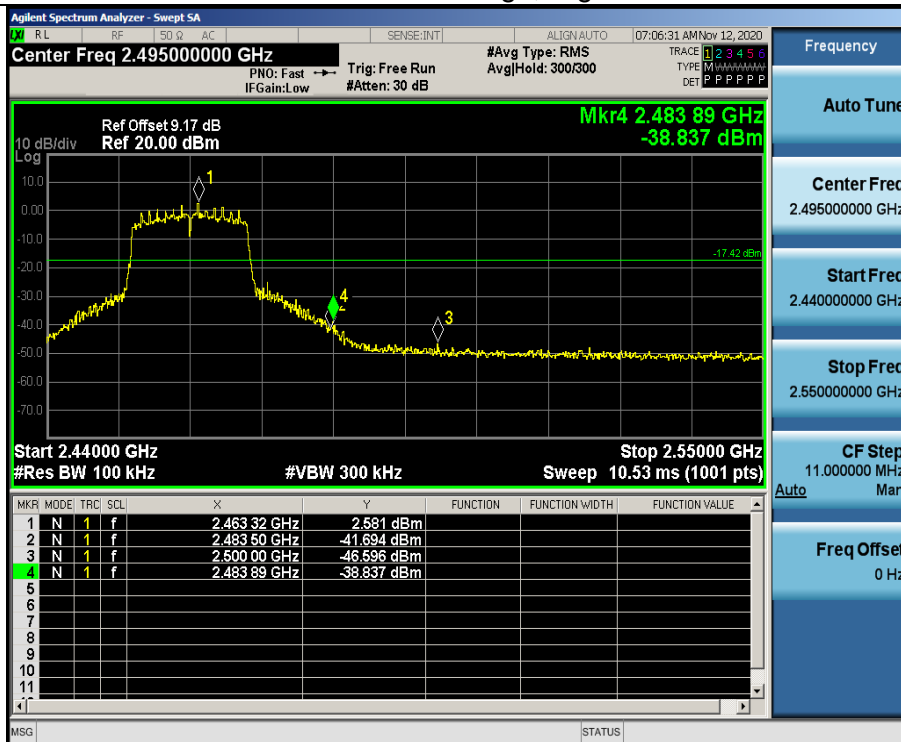 Agilent Spectrum Analyzer - Swept SA
LXI RL RF 50 Ω AC SENSE:INT ALIGN AUTO 07:06:31 AM Nov 12, 2020
Center Freq 2.495000000 GHz
PNO: Fast
IFGain:Low
Trig: Free Run
#Atten: 30 dB
#Avg Type: RMS
Avg|Hold: 300/300
TRACE 1 2 3 4 5 6
TYPE M W W W W W
DET P P P P P P
Mkr4 2.483 89 GHz
-38.837 dBm
Ref Offset 9.17 dB
10 dB/div Ref 20.00 dBm
Log
10.0
0.00
-10.0
-20.0
-30.0
-40.0
-50.0
-60.0
-70.0
1
-17.42 dBm
4
3
Start 2.44000 GHz Stop 2.55000 GHz
#Res BW 100 kHz #VBW 300 kHz Sweep 10.53 ms (1001 pts)
MKR MODE TRC SCL X Y FUNCTION FUNCTION WIDTH FUNCTION VALUE
1 N 1 f 2.463 32 GHz 2.581 dBm
2 N 1 f 2.483 50 GHz -41.694 dBm
3 N 1 f 2.500 00 GHz -46.596 dBm
4 N 1 f 2.483 89 GHz -38.837 dBm
5
6
7
8
9
10
11
MSG STATUS
Frequency
Auto Tune
Center Freq
2.495000000 GHz
Start Freq
2.440000000 GHz
Stop Freq
2.550000000 GHz
CF Step
11.000000 MHz
Auto Man
Freq Offset
0 Hz